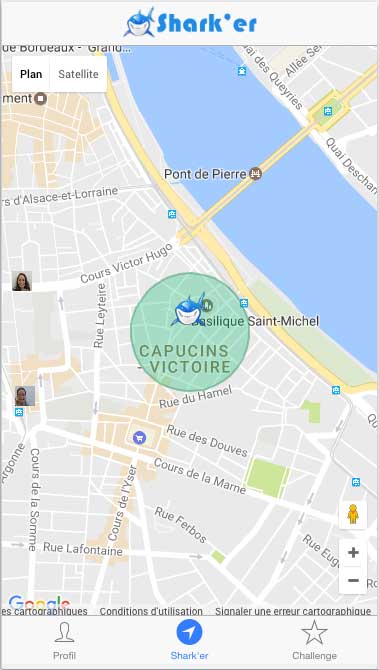 Shark'er
de Bordeaux - Grand...
Allée Se
Quai des Queyries
Plan Satellite
ment
Pont de Pierre
Quai Deschan
rs d'Alsace-et-Lorraine
Cours Victor Hugo
Rue Leyteire
Basilique Saint-Michel
CAPUCINS
VICTOIRE
Rue du Hamel
Rue des Douves
Argonne
Cours de la Somme
Cours de l'Yser
Cours de la Marne
Rue Ferbos
Rue Lafontaine
Rue Eug
Google
es cartographiques Conditions d'utilisation Signaler une erreur cartographique
Profil Shark'er Challenge